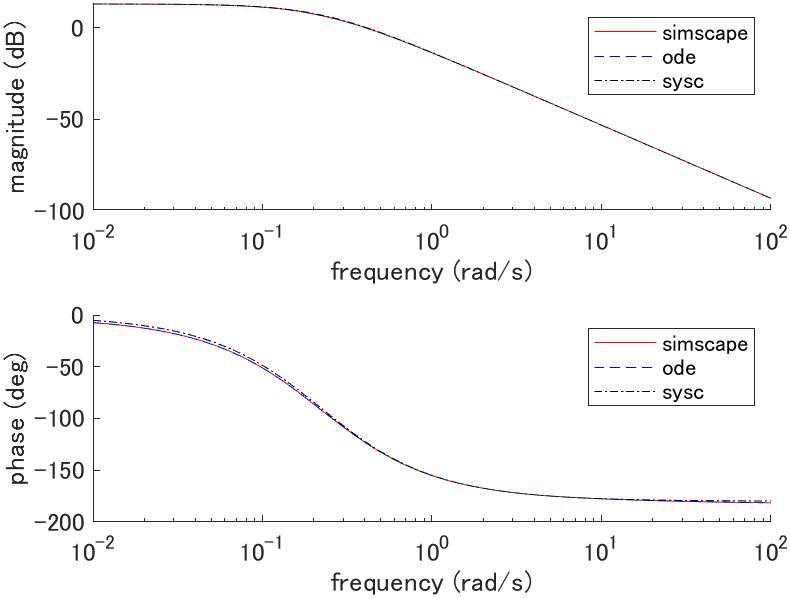 magnitude (dB)
0
−50
−100
10^-2
10^-1
10^0
10^1
10^2
frequency (rad/s)
simscape
ode
sysc
phase (deg)
0
−50
−100
−150
−200
10^-2
10^-1
10^0
10^1
10^2
frequency (rad/s)
simscape
ode
sysc